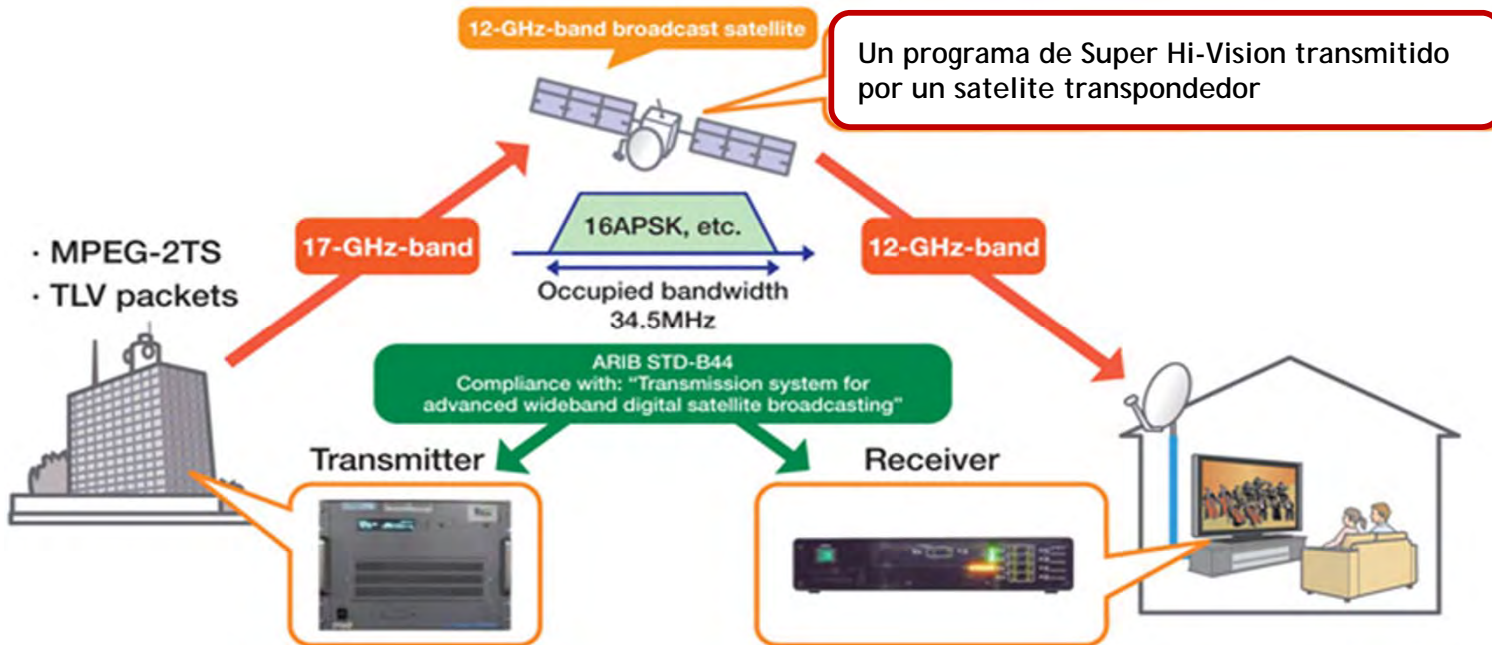 12-GHz-band broadcast satellite
Un programa de Super Hi-Vision transmitido
por un satelite transpondedor
· MPEG-2TS
· TLV packets
17-GHz-band
16APSK, etc.
12-GHz-band
Occupied bandwidth
34.5MHz
ARIB STD-B44
Compliance with: “Transmission system for
advanced wideband digital satellite broadcasting”
Transmitter
Receiver